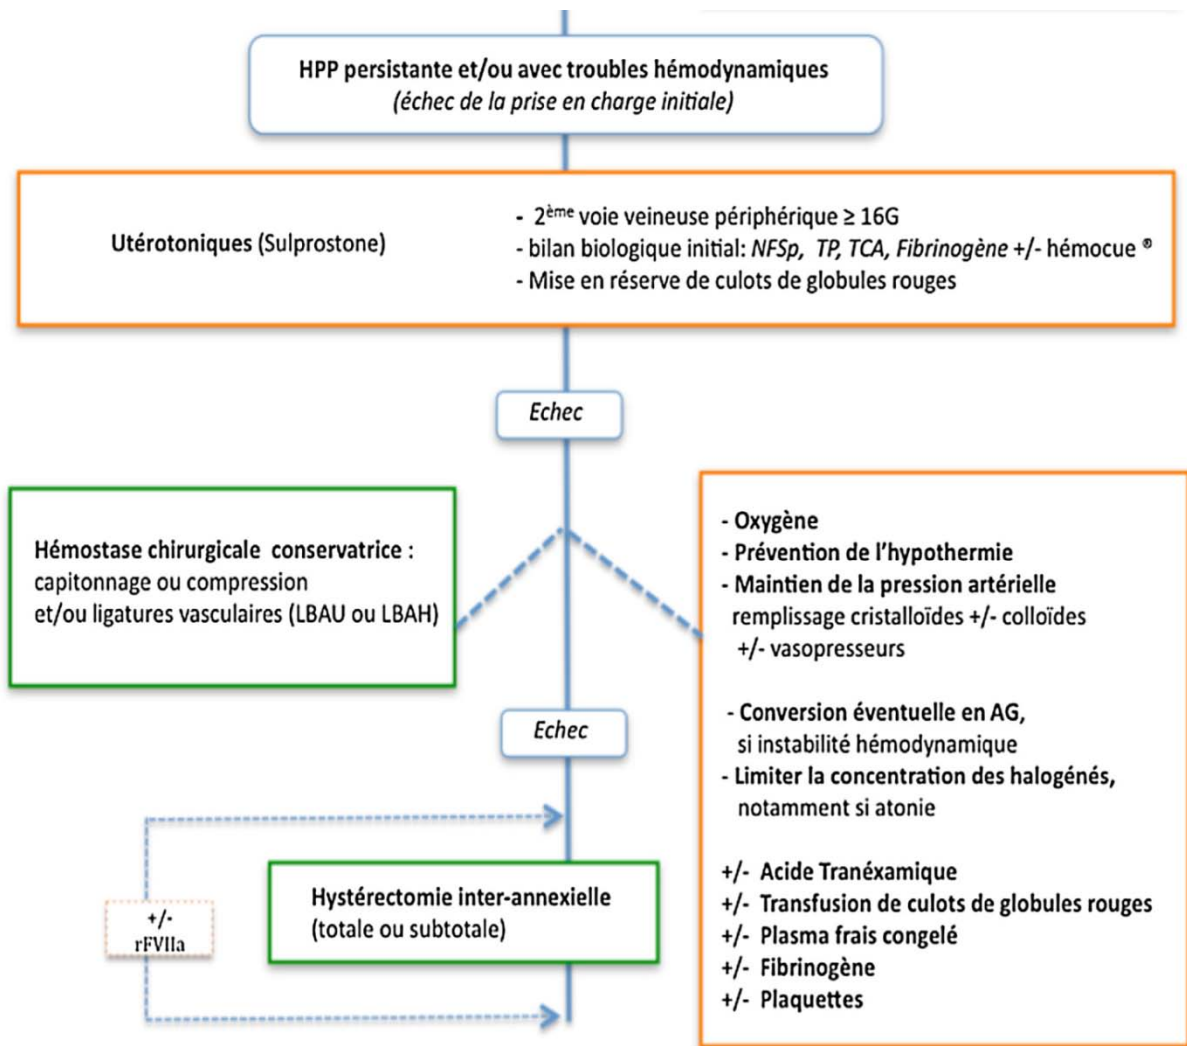 HPP persistante et/ou avec troubles hémodynamiques
(échec de la prise en charge initiale)
Utérotoniques (Sulprostone)
- 2ème voie veineuse périphérique ≥ 16G
- bilan biologique initial: NFSp, TP, TCA, Fibrinogène +/- hémocue ®
- Mise en réserve de culots de globules rouges
Echec
Hémostase chirurgicale conservatrice :
capitonnage ou compression
et/ou ligatures vasculaires (LBAU ou LBAH)
- Oxygène
- Prévention de l'hypothermie
- Maintien de la pression artérielle
remplissage cristalloïdes +/- colloïdes
+/- vasopresseurs
- Conversion éventuelle en AG,
si instabilité hémodynamique
- Limiter la concentration des halogénés,
notamment si atonie
+/- Acide Tranéxamique
+/- Transfusion de culots de globules rouges
+/- Plasma frais congelé
+/- Fibrinogène
+/- Plaquettes
Echec
+/-
rFVIIa
Hystérectomie inter-annexielle
(totale ou subtotale)